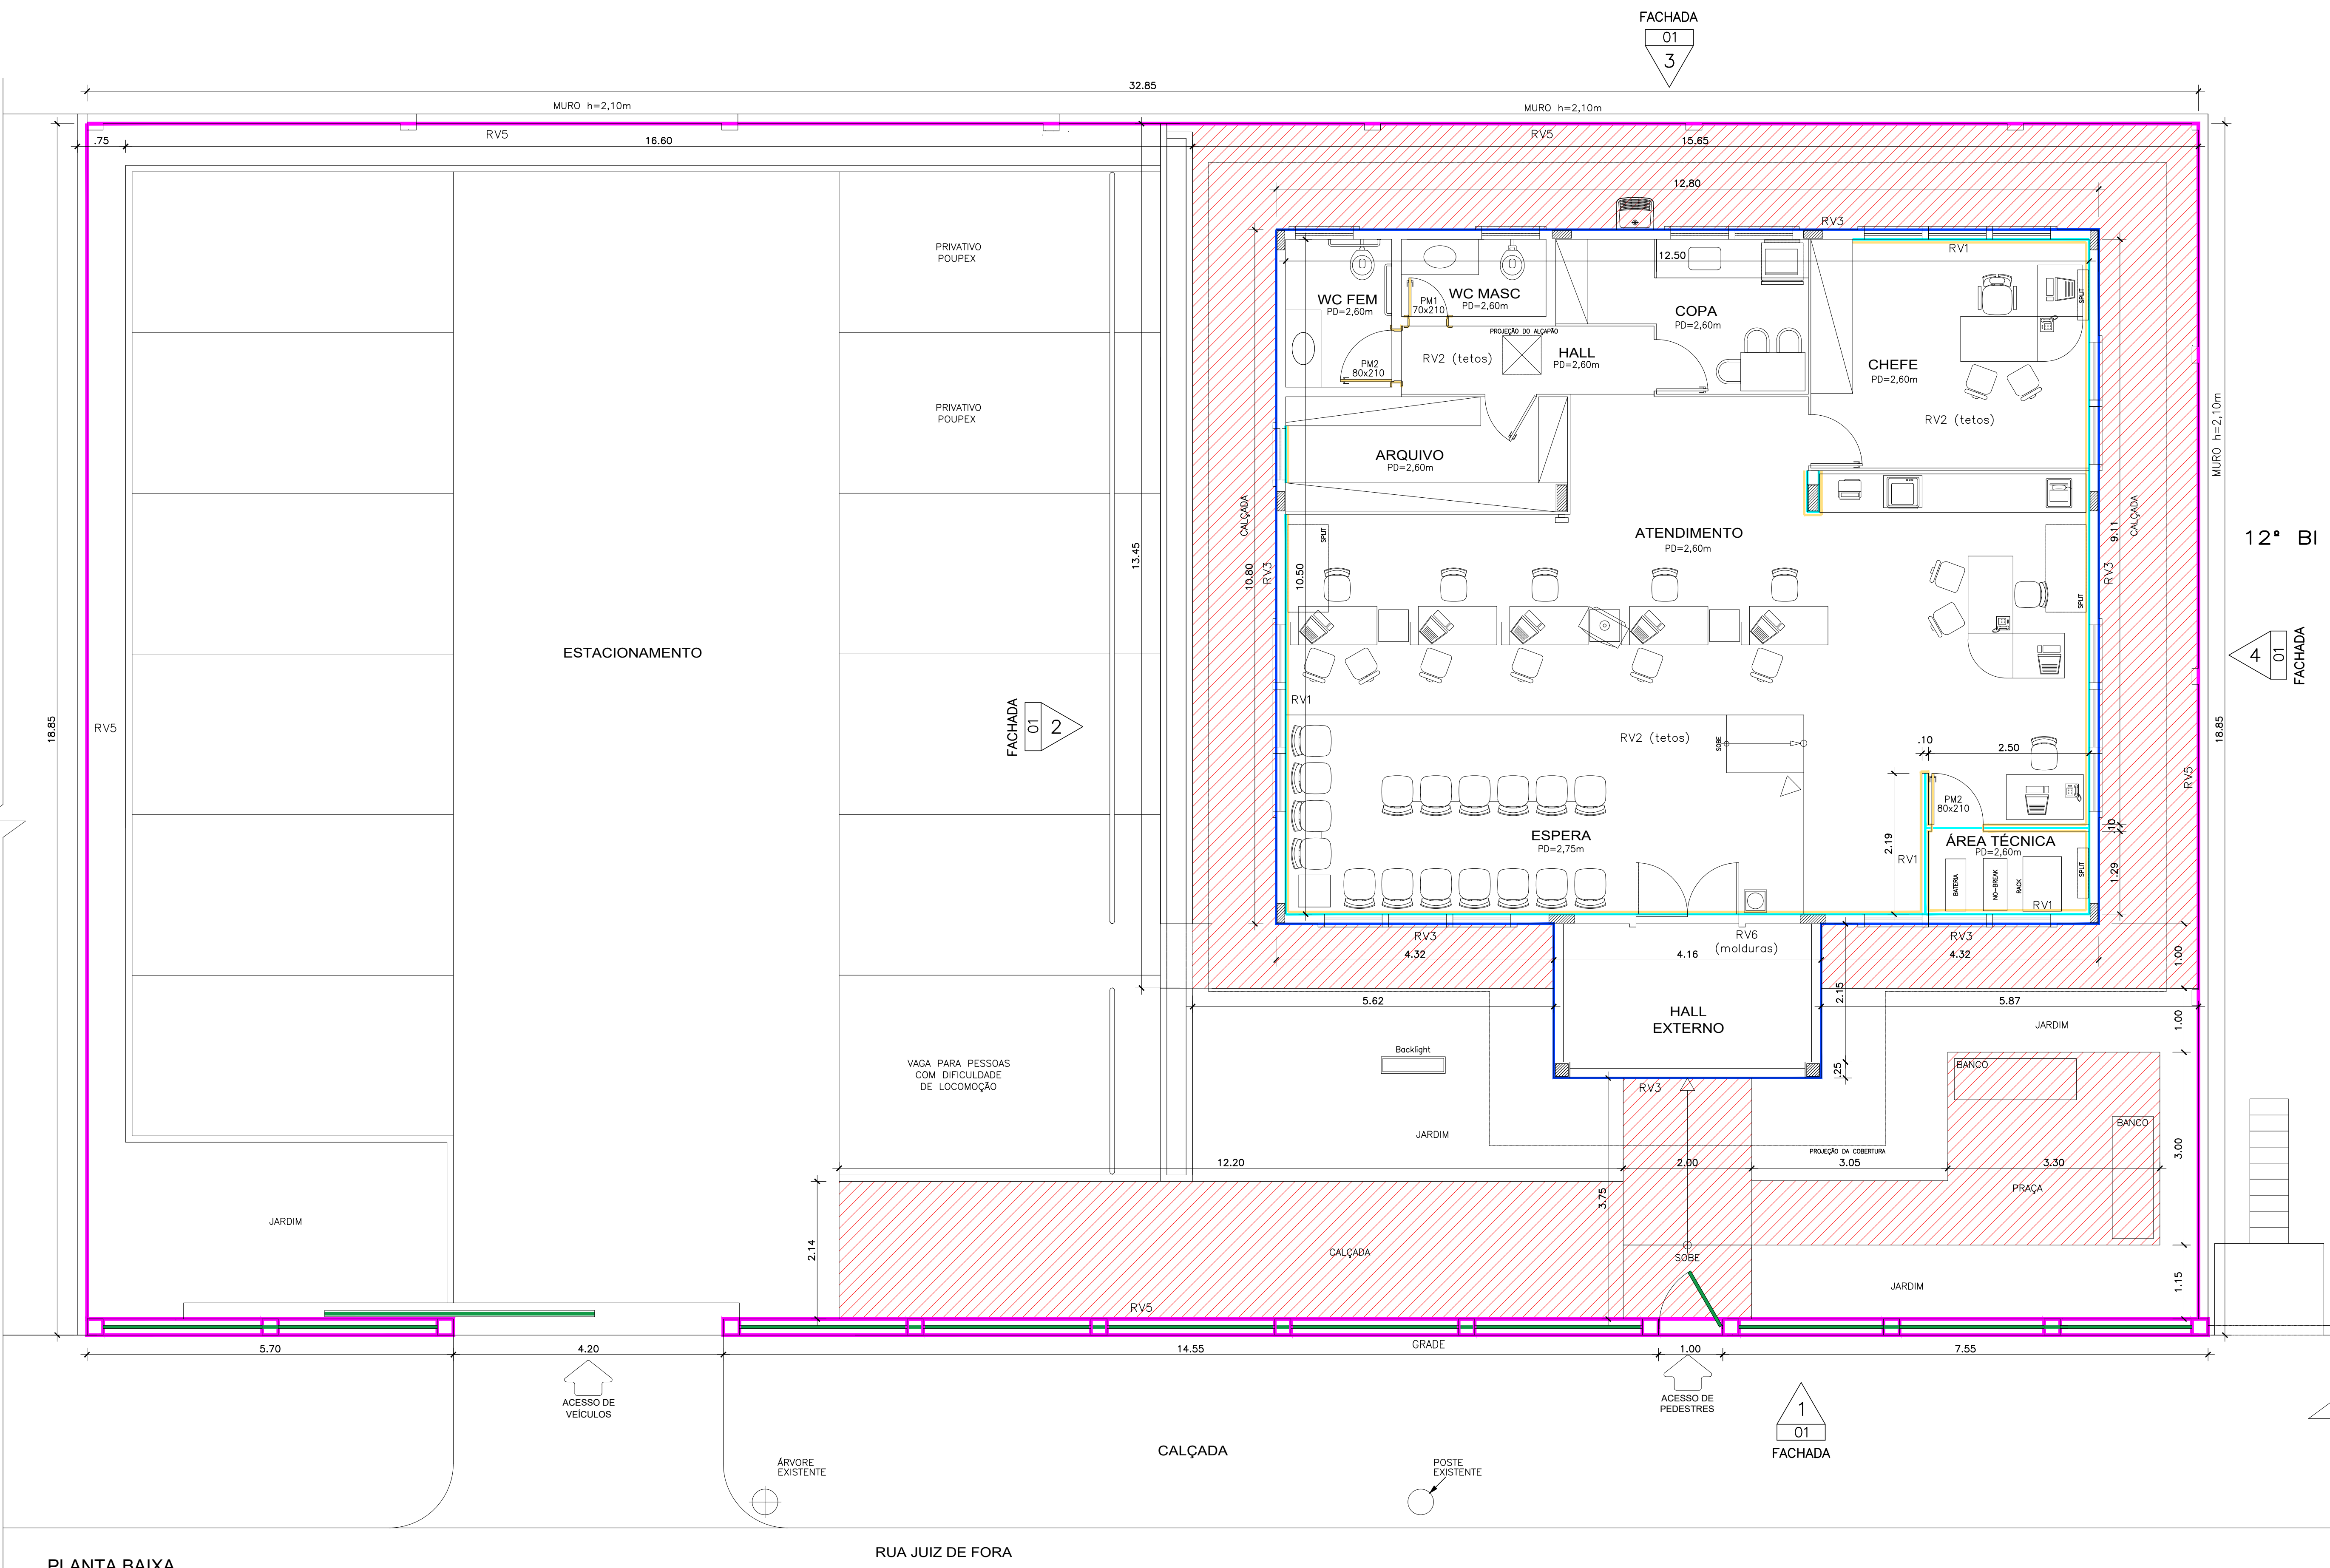 FACHADA
01
3
32.85
MURO h=2,10m
MURO h=2,10m
RV5
RV5
.75
16.60
15.65
12.80
RV3
RV1
12.50
PRIVATIVO
POUPEX
WC FEM
PD=2,60m
WC MASC
PD=2,60m
PM1
70x210
COPA
PD=2,60m
SPLIT
PROJEÇÃO DO ALÇAPÃO
RV2 (tetos)
HALL
PD=2,60m
PM2
80x210
CHEFE
PD=2,60m
PRIVATIVO
POUPEX
RV2 (tetos)
MURO h=2,10m
ARQUIVO
PD=2,60m
CALÇADA
CALÇADA
9.11
12ª BI
ATENDIMENTO
PD=2,60m
SPLIT
13.45
10.80
RV3
10.50
RV3
SPLIT
ESTACIONAMENTO
4
01
FACHADA
18.85
RV5
FACHADA
01
2
RV1
18.85
RV2 (tetos)
SOBE
.10
2.50
RV5
PM2
80x210
ESPERA
PD=2,75m
2.19
.10
ÁREA TÉCNICA
PD=2,60m
RV1
BATERIA
NO-BREAK
RACK
SPLIT
1.29
RV1
RV3
RV6
(molduras)
RV3
4.32
4.16
4.32
1.00
5.62
2.15
5.87
HALL
EXTERNO
JARDIM
1.00
Backlight
VAGA PARA PESSOAS
COM DIFICULDADE
DE LOCOMOÇÃO
.25
BANCO
RV3
BANCO
JARDIM
PROJEÇÃO DA COBERTURA
3.00
12.20
2.00
3.05
3.30
PRAÇA
3.75
JARDIM
2.14
CALÇADA
SOBE
JARDIM
1.15
RV5
GRADE
5.70
4.20
14.55
1.00
7.55
ACESSO DE
VEÍCULOS
ACESSO DE
PEDESTRES
1
01
FACHADA
CALÇADA
ÁRVORE
EXISTENTE
POSTE
EXISTENTE
RUA JUIZ DE FORA
PLANTA BAIXA